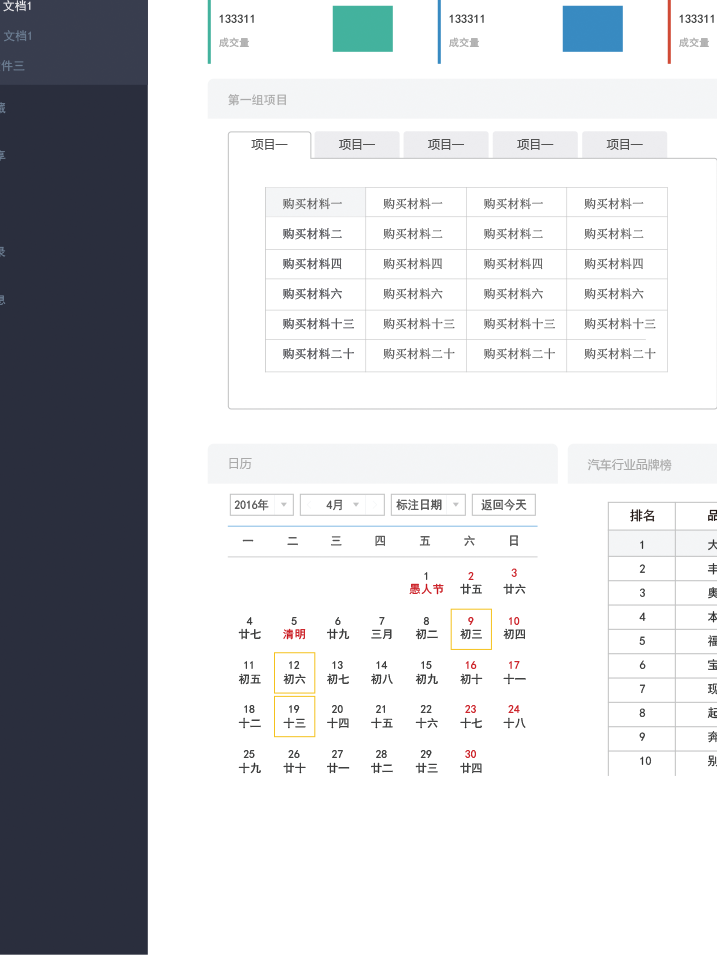 文档1
文档1
件三
藏
享
录
息
133311
成交量
133311
成交量
133311
成交量
第一组项目
项目一 项目一 项目一 项目一 项目一
购买材料一 购买材料一 购买材料一 购买材料一
购买材料二 购买材料二 购买材料二 购买材料二
购买材料四 购买材料四 购买材料四 购买材料四
购买材料六 购买材料六 购买材料六 购买材料六
购买材料十三 购买材料十三 购买材料十三 购买材料十三
购买材料二十 购买材料二十 购买材料二十 购买材料二十
日历
2016年 4月 标注日期 返回今天
一 二 三 四 五 六 日
1 2 3
愚人节 廿五 廿六
4 5 6 7 8 9 10
廿七 清明 廿九 三月 初二 初三 初四
11 12 13 14 15 16 17
初五 初六 初七 初八 初九 初十 十一
18 19 20 21 22 23 24
十二 十三 十四 十五 十六 十七 十八
25 26 27 28 29 30
十九 廿十 廿一 廿二 廿三 廿四
汽车行业品牌榜
排名 品
1 大
2 丰
3 奥
4 本
5 福
6 宝
7 现
8 起
9 奔
10 别